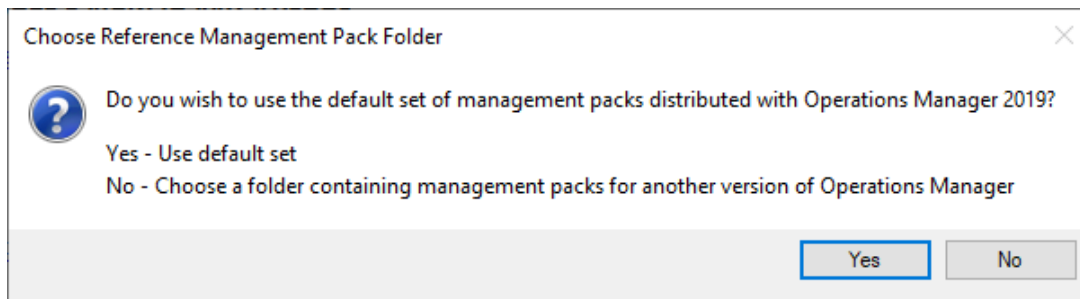 Choose Reference Management Pack Folder
Do you wish to use the default set of management packs distributed with Operations Manager 2019?
Yes - Use default set
No - Choose a folder containing management packs for another version of Operations Manager
Yes
No